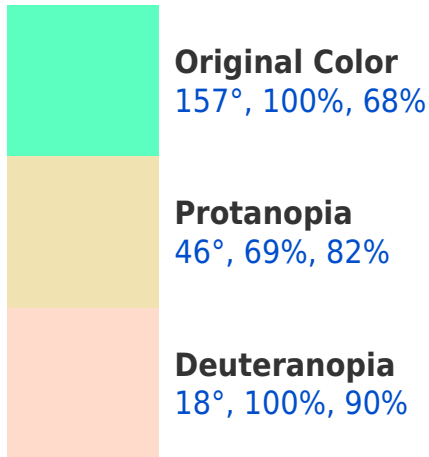 Original Color
157°, 100%, 68%
Protanopia
46°, 69%, 82%
Deuteranopia
18°, 100%, 90%